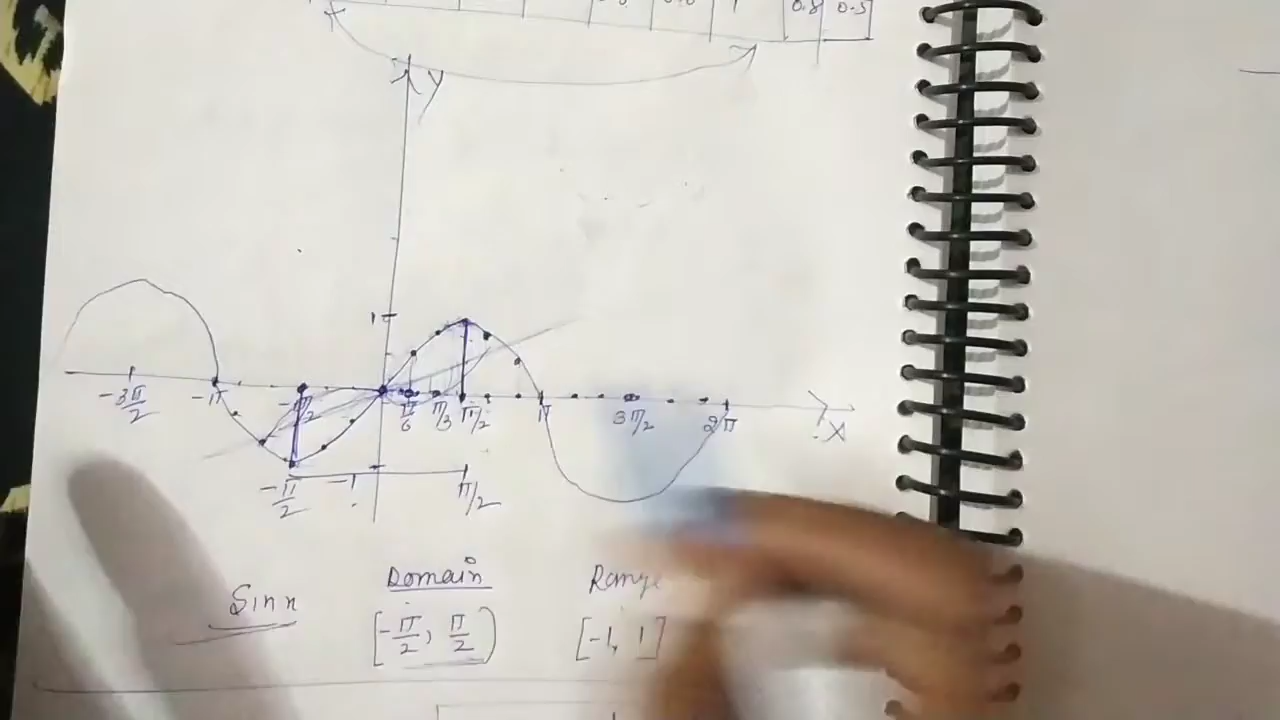 1 0.8 0.5
Y
1
-3π/2 -π -π/2 π/6 π/3 π/2 π 3π/2 2π X
-π/2 -1 π/2
Domain Range
Sin x [-π/2, π/2] [-1, 1]